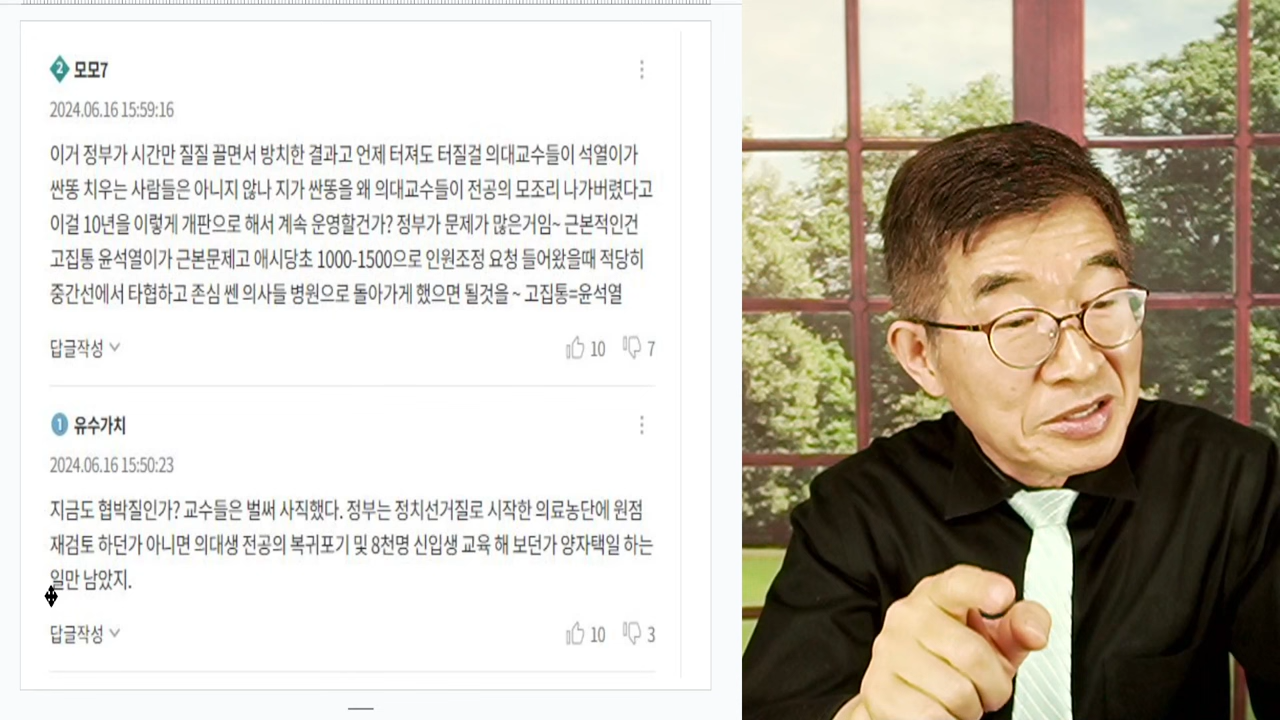 2 모모7
2024.06.16 15:59:16
이거 정부가 시간만 질질 끌면서 방치한 결과고 언제 터져도 터질걸 의대교수들이 석열이가
싼똥 치우는 사람들은 아니지 않나 지가 싼똥을 왜 의대교수들이 전공의 모조리 나가버렸다고
이걸 10년을 이렇게 개판으로 해서 계속 운영할건가? 정부가 문제가 많은거임~ 근본적인건
고집통 윤석열이가 근본문제고 애시당초 1000-1500으로 인원조정 요청 들어왔을때 적당히
중간선에서 타협하고 존심 쎈 의사들 병원으로 돌아가게 했으면 될것을 ~ 고집통=윤석열
답글작성 10 7
1 유수가치
2024.06.16 15:50:23
지금도 협박질인가? 교수들은 벌써 사직했다. 정부는 정치선거질로 시작한 의료농단에 원점
재검토 하던가 아니면 의대생 전공의 복귀포기 및 8천명 신입생 교육 해 보던가 양자택일 하는
일만 남았지.
답글작성 10 3